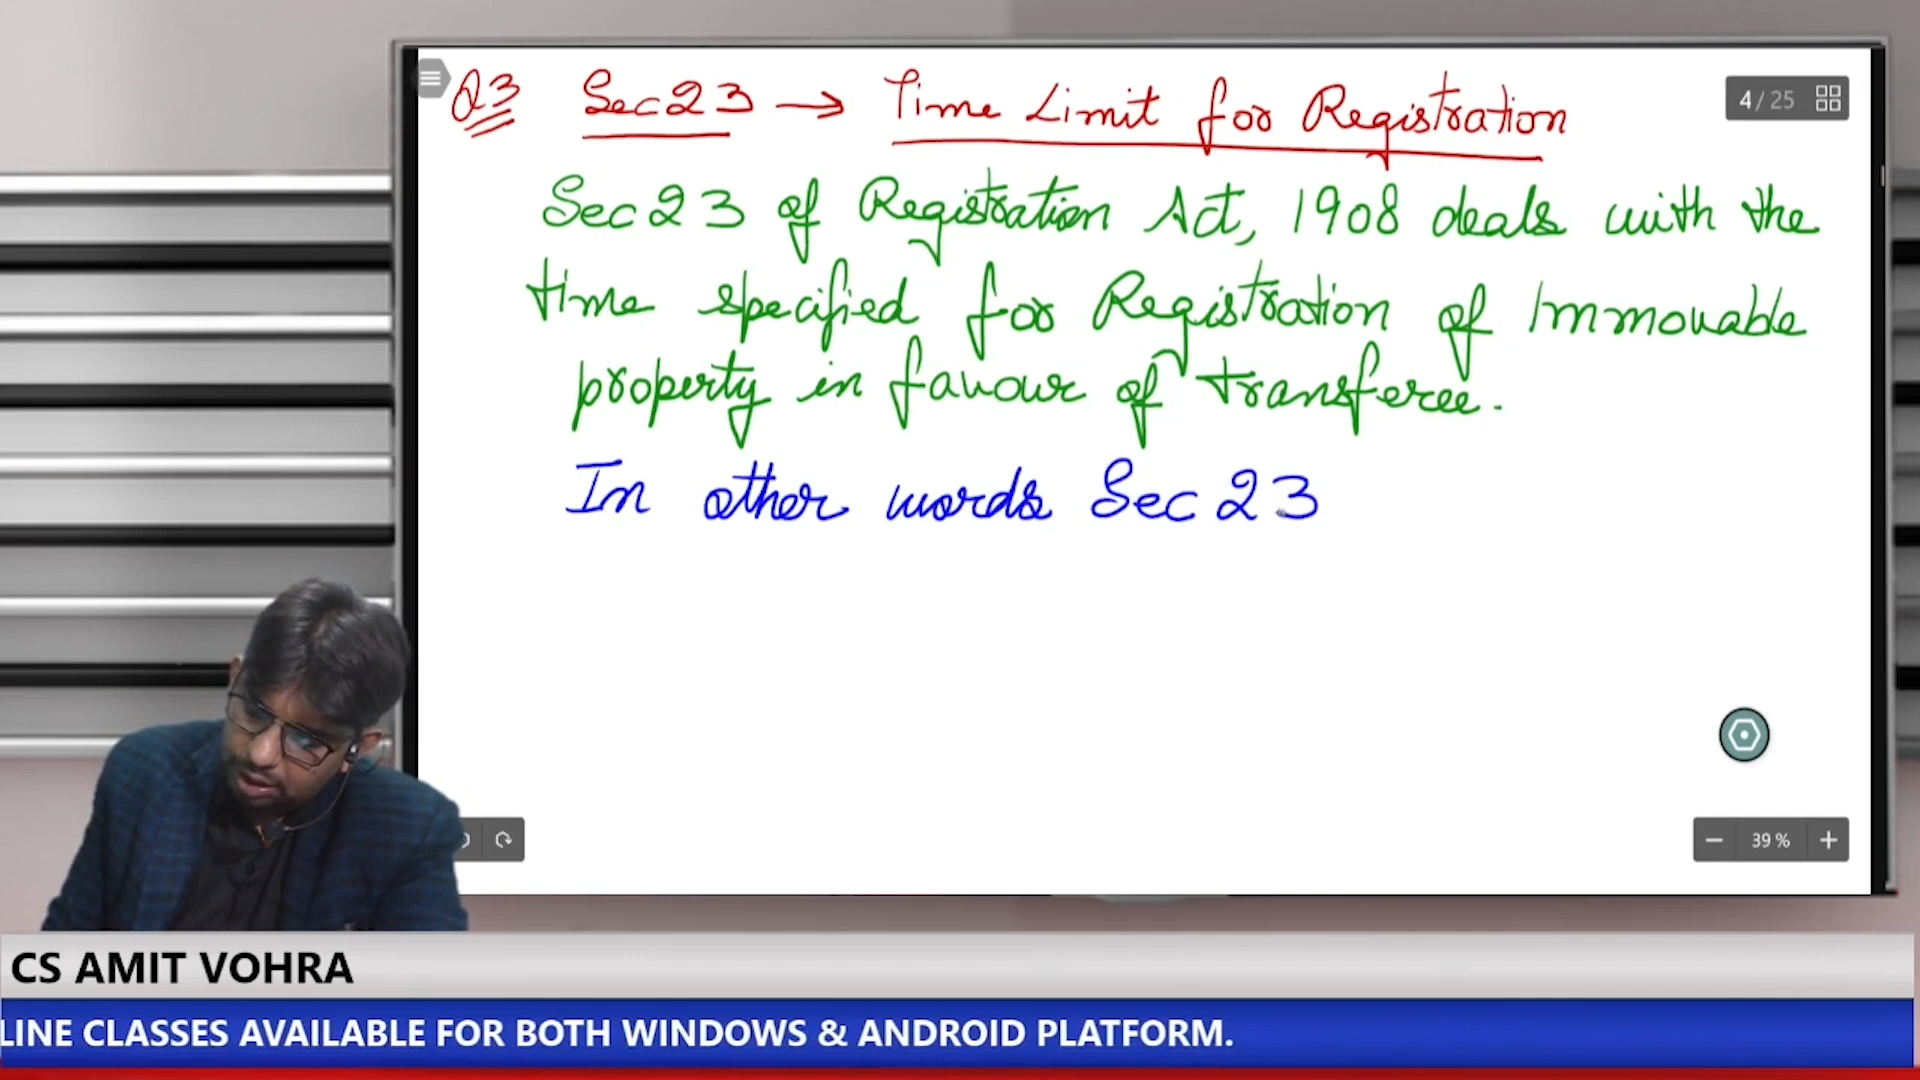 Q3 Sec 23 → Time Limit for Registration
4 / 25
Sec 23 of Registration Act, 1908 deals with the
time specified for Registration of Immovable
property in favour of transferee.
In other words Sec 23
39 %
CS AMIT VOHRA
LINE CLASSES AVAILABLE FOR BOTH WINDOWS & ANDROID PLATFORM.